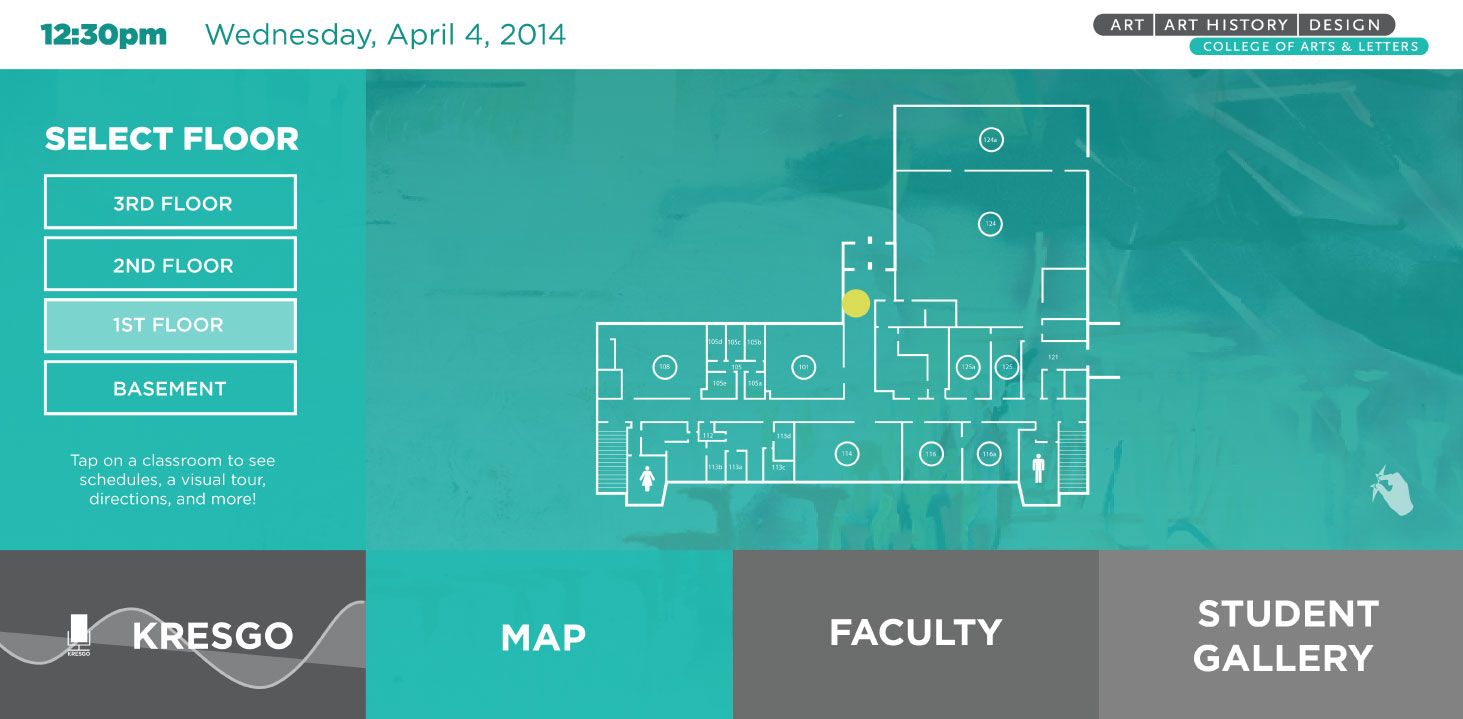 12:30pm
Wednesday, April 4, 2014
ART | ART HISTORY | DESIGN
COLLEGE OF ARTS & LETTERS
SELECT FLOOR
3RD FLOOR
2ND FLOOR
1ST FLOOR
BASEMENT
Tap on a classroom to see
schedules, a visual tour,
directions, and more!
124a
124
105d
105c
105b
108
105
101
125a
125
121
105e
105a
112
113d
114
116
116a
113b
113a
113c
KRESGO
KRESGO
MAP
FACULTY
STUDENT
GALLERY